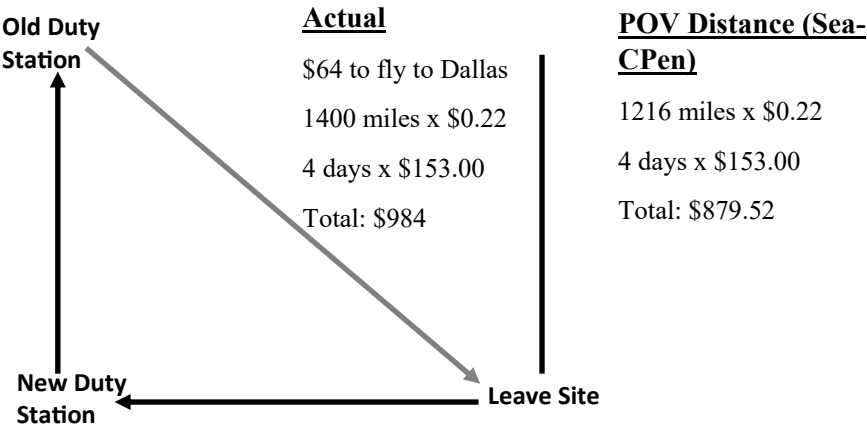 Old Duty
Station
Actual
$64 to fly to Dallas
1400 miles x $0.22
4 days x $153.00
Total: $984
POV Distance (Sea-
CPen)
1216 miles x $0.22
4 days x $153.00
Total: $879.52
New Duty
Station
Leave Site